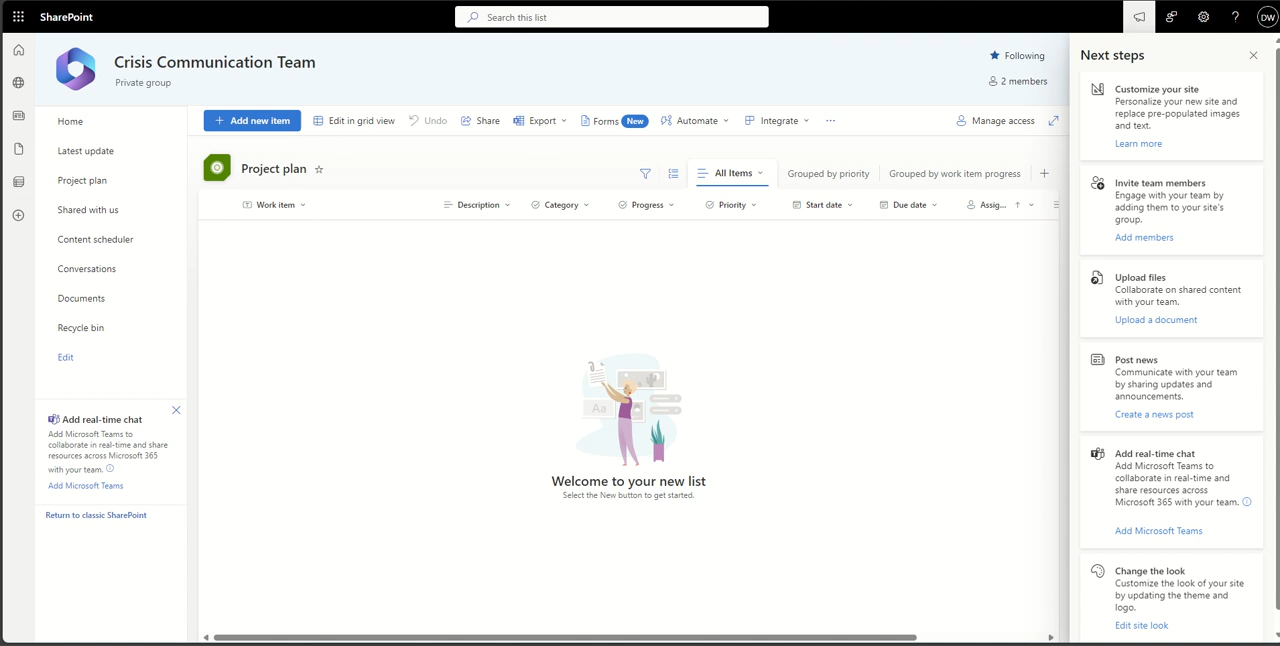 SharePoint
Search this list
DW
Crisis Communication Team
Private group
Following
2 members
Home
Latest update
Project plan
Shared with us
Content scheduler
Conversations
Documents
Recycle bin
Edit
Add real-time chat
Add Microsoft Teams to
collaborate in real-time and share
resources across Microsoft 365
with your team.
Add Microsoft Teams
Return to classic SharePoint
Add new item
Edit in grid view
Undo
Share
Export
Forms New
Automate
Integrate
Manage access
Project plan
All Items
Grouped by priority
Grouped by work item progress
Work item
Description
Category
Progress
Priority
Start date
Due date
Assig...
Aa
Welcome to your new list
Select the New button to get started.
Next steps
Customize your site
Personalize your new site and
replace pre-populated images
and text.
Learn more
Invite team members
Engage with your team by
adding them to your site's
group.
Add members
Upload files
Collaborate on shared content
with your team.
Upload a document
Post news
Communicate with your team
by sharing updates and
announcements.
Create a news post
Add real-time chat
Add Microsoft Teams to
collaborate in real-time and
share resources across
Microsoft 365 with your team.
Add Microsoft Teams
Change the look
Customize the look of your site
by updating the theme and
logo.
Edit site look